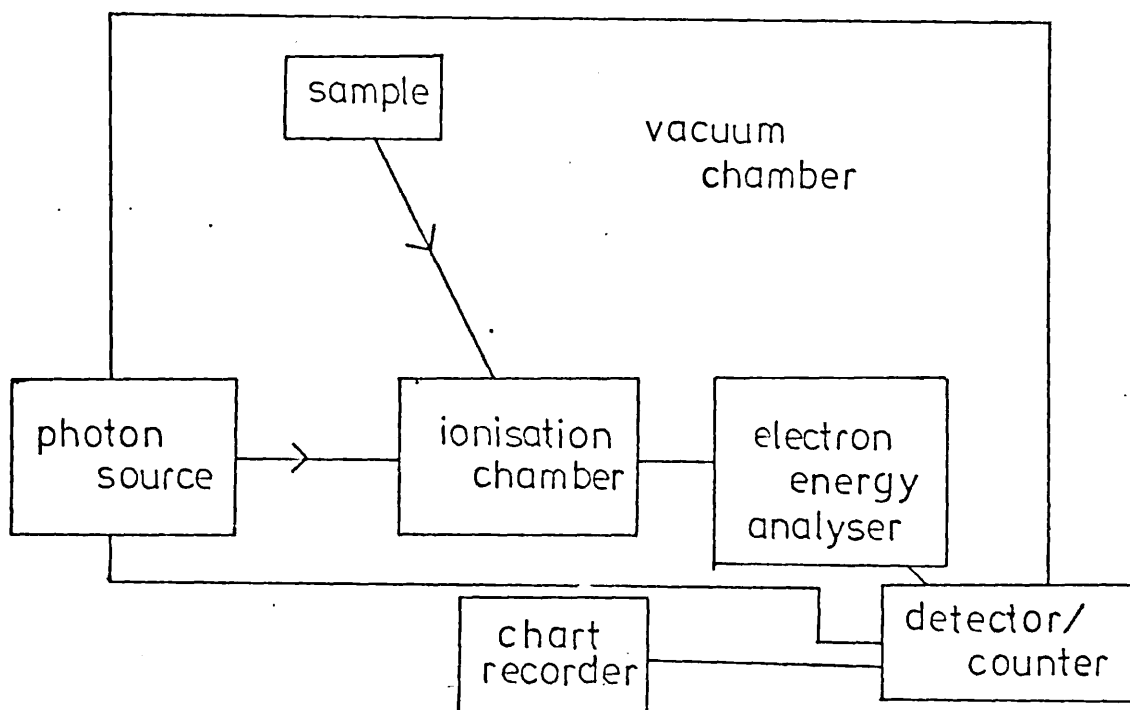 sample
vacuum
chamber
photon
source
ionisation
chamber
electron
energy
analyser
chart
recorder
detector/
counter